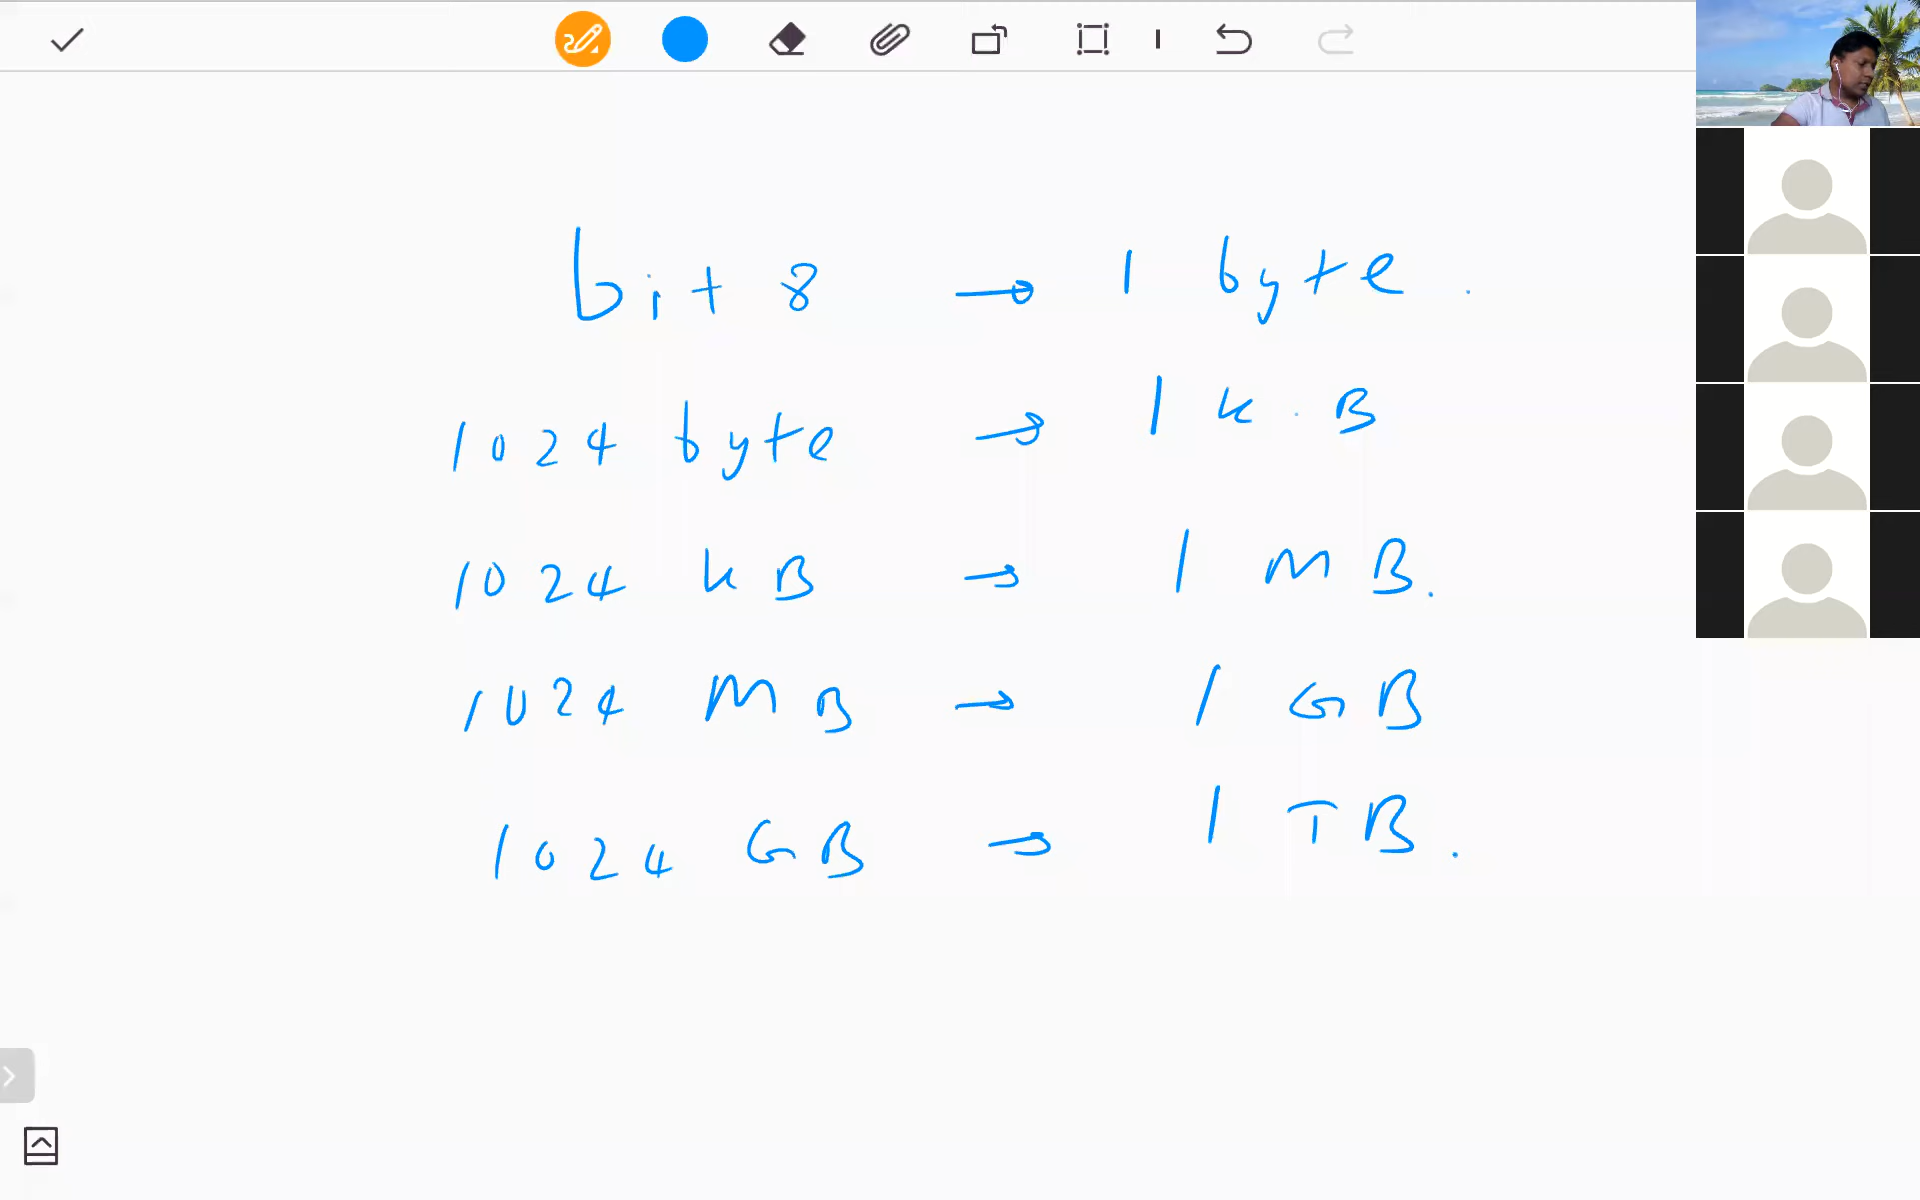 bit 8 → 1 byte.
1024 byte → 1 k.B
1024 kB → 1 MB.
1024 MB → 1 GB
1024 GB → 1 TB.